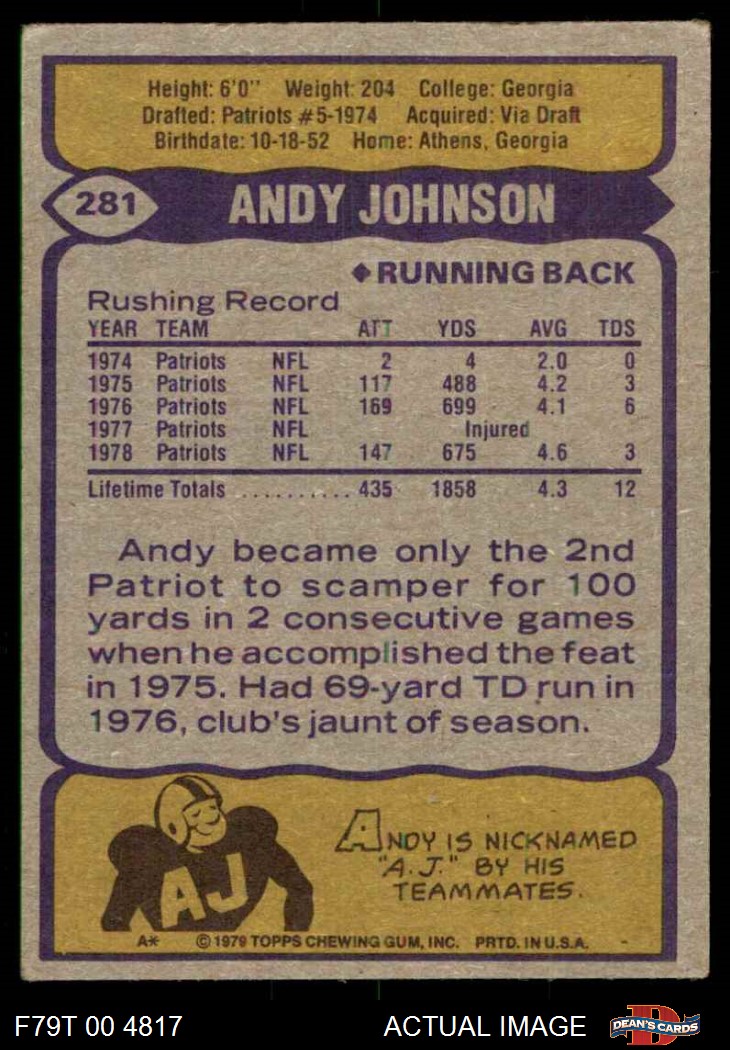 Height: 6'0" Weight: 204 College: Georgia
Drafted: Patriots #5-1974 Acquired: Via Draft
Birthdate: 10-18-52 Home: Athens, Georgia
281 ANDY JOHNSON
◆RUNNING BACK
Rushing Record
YEAR TEAM ATT YDS AVG TDS
1974 Patriots NFL 2 4 2.0 0
1975 Patriots NFL 117 488 4.2 3
1976 Patriots NFL 169 699 4.1 6
1977 Patriots NFL Injured
1978 Patriots NFL 147 675 4.6 3
Lifetime Totals .......... 435 1858 4.3 12
Andy became only the 2nd
Patriot to scamper for 100
yards in 2 consecutive games
when he accomplished the feat
in 1975. Had 69-yard TD run in
1976, club's jaunt of season.
AJ
ANDY IS NICKNAMED
"A.J." BY HIS
TEAMMATES.
A* ©1979 TOPPS CHEWING GUM, INC. PRTD. IN U.S.A.
F79T 00 4817 ACTUAL IMAGE D DEAN'S CARDS